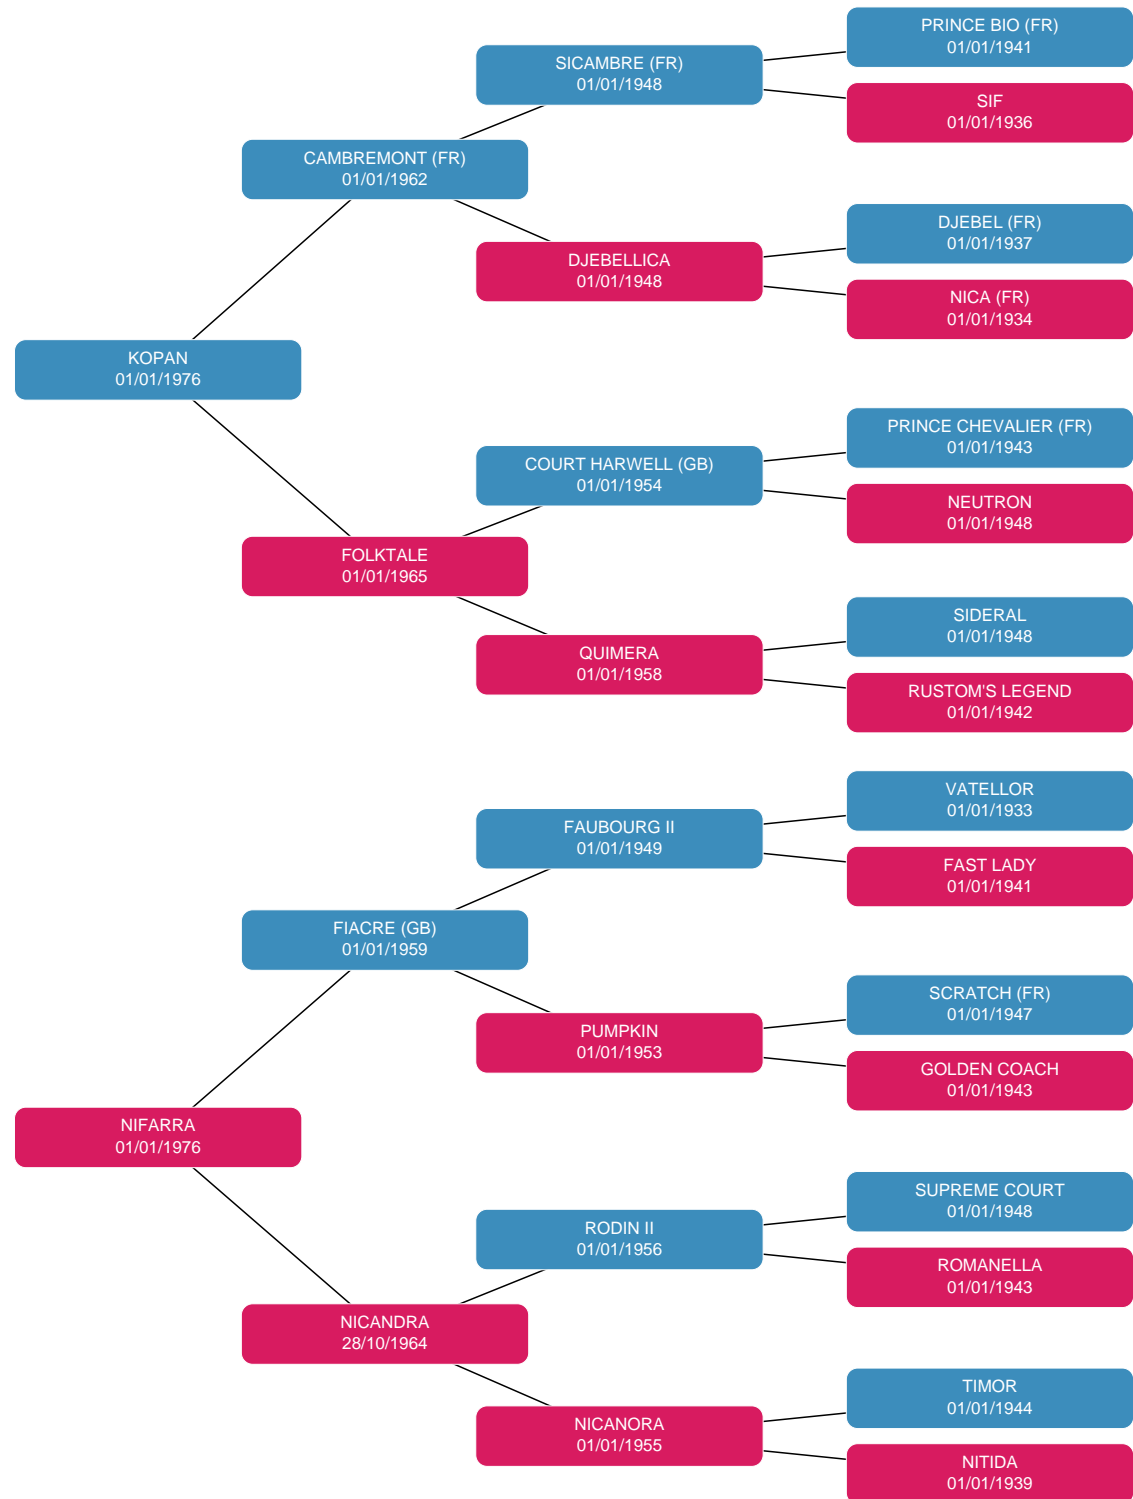 PRINCE BIO (FR)
01/01/1941
SICAMBRE (FR)
01/01/1948
SIF
01/01/1936
CAMBREMONT (FR)
01/01/1962
DJEBEL (FR)
01/01/1937
DJEBELLICA
01/01/1948
NICA (FR)
01/01/1934
KOPAN
01/01/1976
PRINCE CHEVALIER (FR)
01/01/1943
COURT HARWELL (GB)
01/01/1954
NEUTRON
01/01/1948
FOLKTALE
01/01/1965
SIDERAL
01/01/1948
QUIMERA
01/01/1958
RUSTOM'S LEGEND
01/01/1942
VATELLOR
01/01/1933
FAUBOURG II
01/01/1949
FAST LADY
01/01/1941
FIACRE (GB)
01/01/1959
SCRATCH (FR)
01/01/1947
PUMPKIN
01/01/1953
GOLDEN COACH
01/01/1943
NIFARRA
01/01/1976
SUPREME COURT
01/01/1948
RODIN II
01/01/1956
ROMANELLA
01/01/1943
NICANDRA
28/10/1964
TIMOR
01/01/1944
NICANORA
01/01/1955
NITIDA
01/01/1939